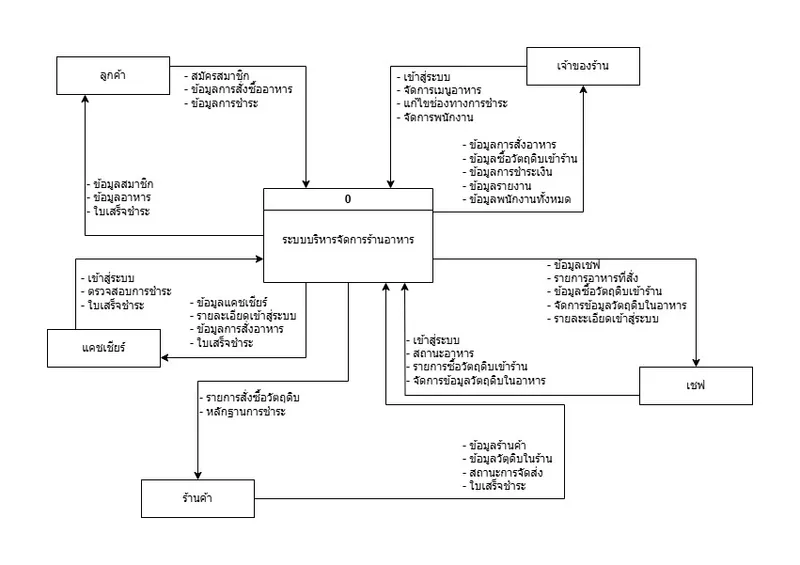 ลูกค้า
- สมัครสมาชิก
- ข้อมูลการสั่งซื้ออาหาร
- ข้อมูลการชำระ
เจ้าของร้าน
- เข้าสู่ระบบ
- จัดการเมนูอาหาร
- แก้ไขช่องทางการชำระ
- จัดการพนักงาน
- ข้อมูลการสั่งอาหาร
- ข้อมูลซื้อวัตถุดิบเข้าร้าน
- ข้อมูลการชำระเงิน
- ข้อมูลรายงาน
- ข้อมูลพนักงานทั้งหมด
- ข้อมูลสมาชิก
- ข้อมูลอาหาร
- ใบเสร็จชำระ
0
ระบบบริหารจัดการร้านอาหาร
- เข้าสู่ระบบ
- ตรวจสอบการชำระ
- ใบเสร็จชำระ
แคชเชียร์
- ข้อมูลแคชเชียร์
- รายละเอียดเข้าสู่ระบบ
- ข้อมูลการสั่งอาหาร
- ใบเสร็จชำระ
- ข้อมูลเชฟ
- รายการอาหารที่สั่ง
- ข้อมูลซื้อวัตถุดิบเข้าร้าน
- จัดการข้อมูลวัตถุดิบในอาหาร
- รายละเอียดเข้าสู่ระบบ
- เข้าสู่ระบบ
- สถานะอาหาร
- รายการซื้อวัตถุดิบเข้าร้าน
- จัดการข้อมูลวัตถุดิบในอาหาร
เชฟ
- รายการสั่งซื้อวัตถุดิบ
- หลักฐานการชำระ
- ข้อมูลร้านค้า
- ข้อมูลวัตุดิบในร้าน
- สถานะการจัดส่ง
- ใบเสร็จชำระ
ร้านค้า